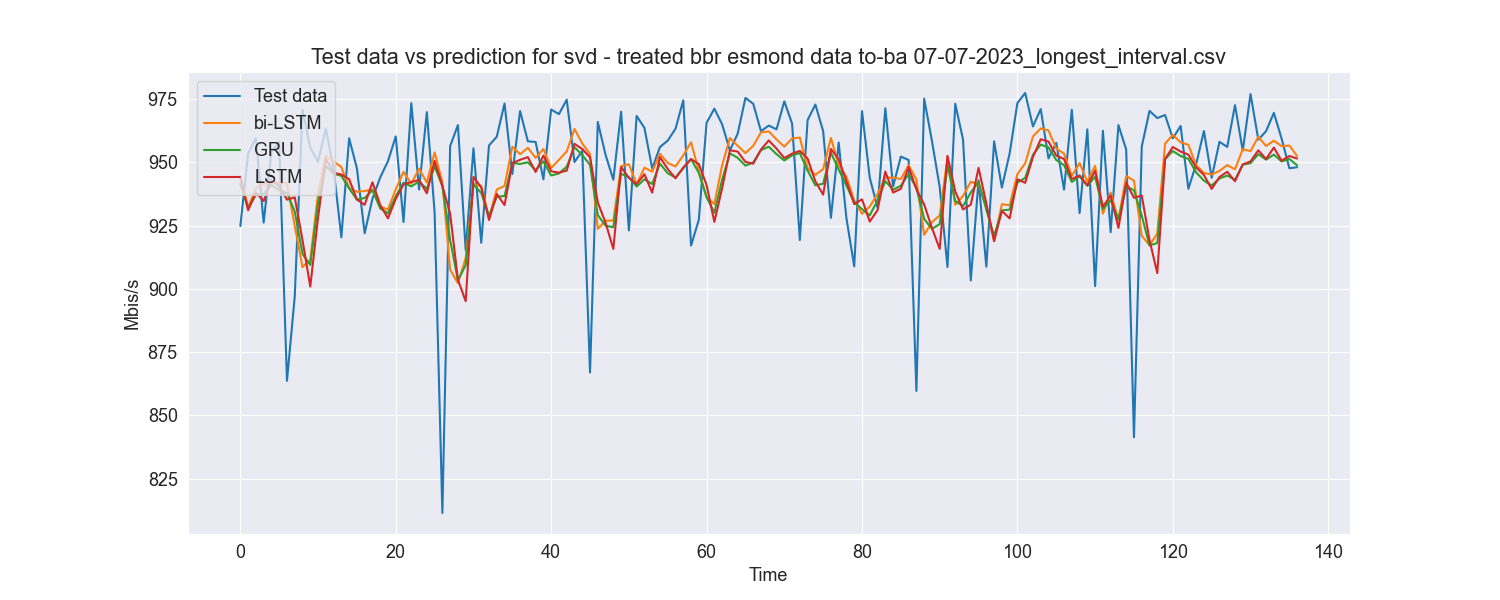 Test data vs prediction for svd - treated bbr esmond data to-ba 07-07-2023_longest_interval.csv
Test data
bi-LSTM
GRU
LSTM
975
950
925
900
875
850
825
Mbis/s
0 20 40 60 80 100 120 140
Time